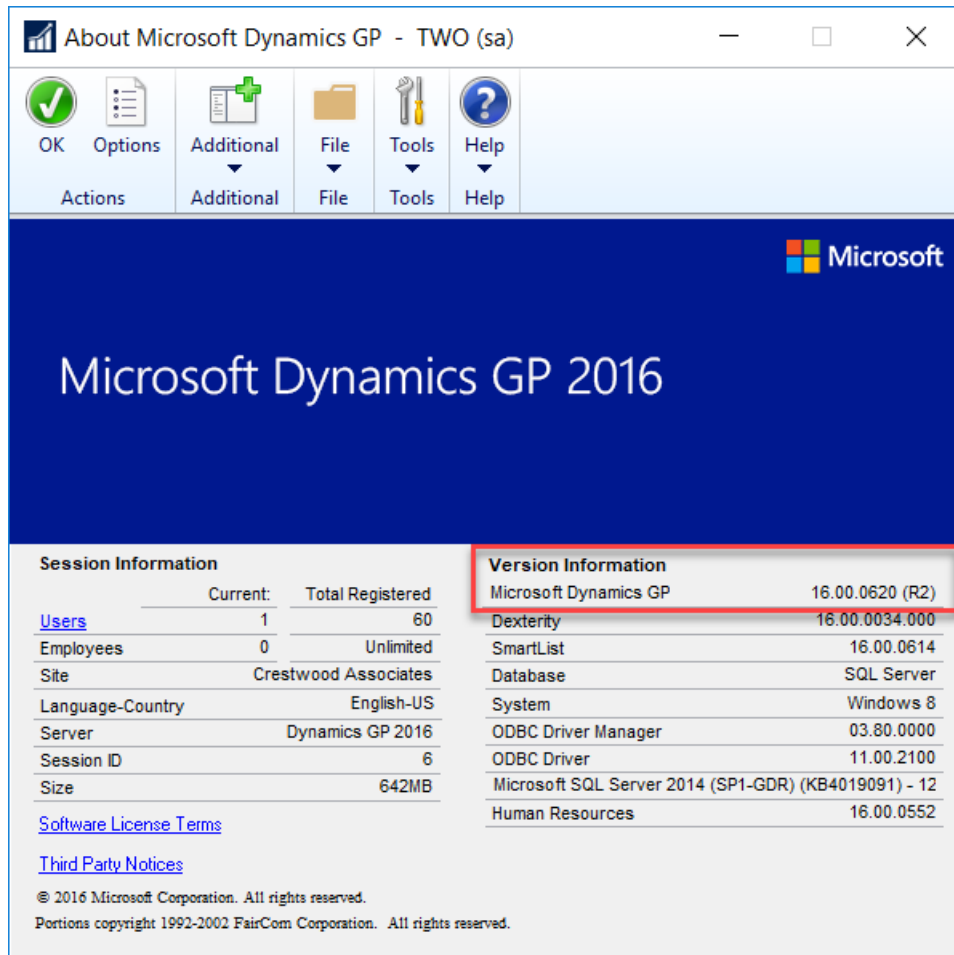 About Microsoft Dynamics GP - TWO (sa)
OK Options Additional File Tools Help
Actions Additional File Tools Help
Microsoft
Microsoft Dynamics GP 2016
Session Information
Current: Total Registered
Users 1 60
Employees 0 Unlimited
Site Crestwood Associates
Language-Country English-US
Server Dynamics GP 2016
Session ID 6
Size 642MB
Software License Terms
Third Party Notices
© 2016 Microsoft Corporation. All rights reserved.
Portions copyright 1992-2002 FairCom Corporation. All rights reserved.
Version Information
Microsoft Dynamics GP 16.00.0620 (R2)
Dexterity 16.00.0034.000
SmartList 16.00.0614
Database SQL Server
System Windows 8
ODBC Driver Manager 03.80.0000
ODBC Driver 11.00.2100
Microsoft SQL Server 2014 (SP1-GDR) (KB4019091) - 12
Human Resources 16.00.0552